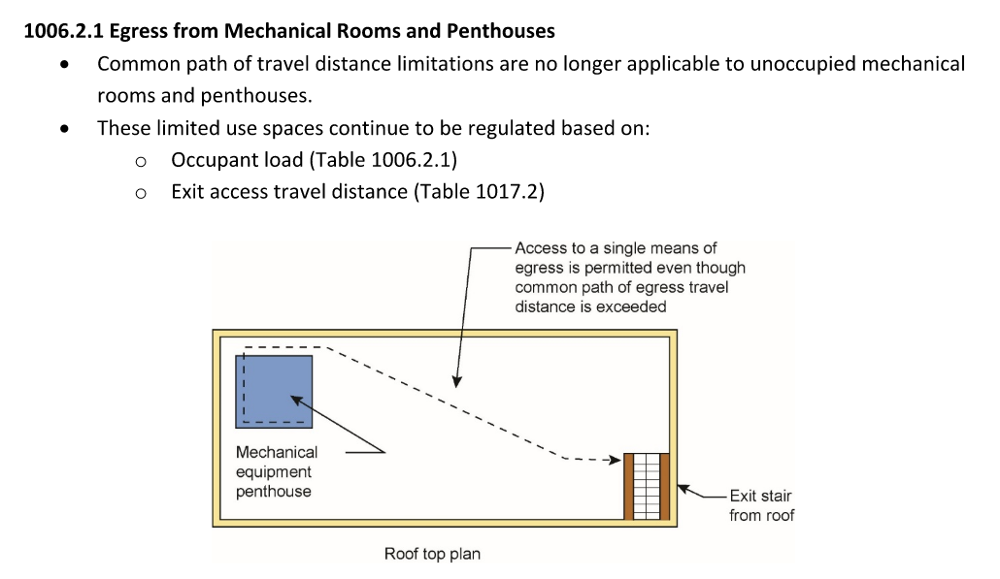 1006.2.1 Egress from Mechanical Rooms and Penthouses
• Common path of travel distance limitations are no longer applicable to unoccupied mechanical
rooms and penthouses.
• These limited use spaces continue to be regulated based on:
o Occupant load (Table 1006.2.1)
o Exit access travel distance (Table 1017.2)
Access to a single means of
egress is permitted even though
common path of egress travel
distance is exceeded
Mechanical
equipment
penthouse
Exit stair
from roof
Roof top plan